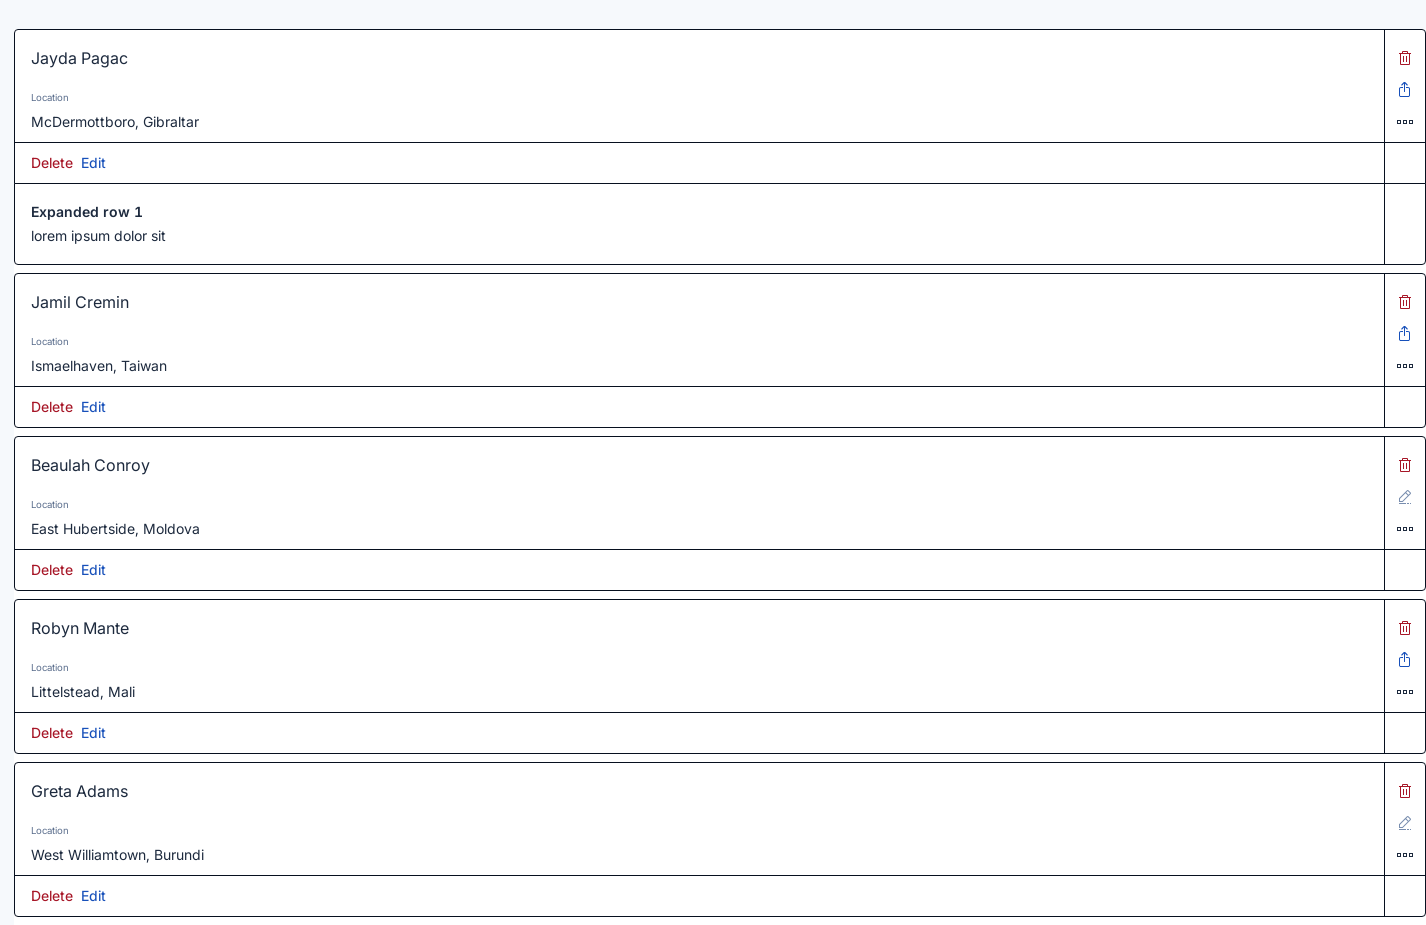 Jayda Pagac
Location
McDermottboro, Gibraltar
Delete Edit
Expanded row 1
lorem ipsum dolor sit
Jamil Cremin
Location
Ismaelhaven, Taiwan
Delete Edit
Beaulah Conroy
Location
East Hubertside, Moldova
Delete Edit
Robyn Mante
Location
Littelstead, Mali
Delete Edit
Greta Adams
Location
West Williamtown, Burundi
Delete Edit